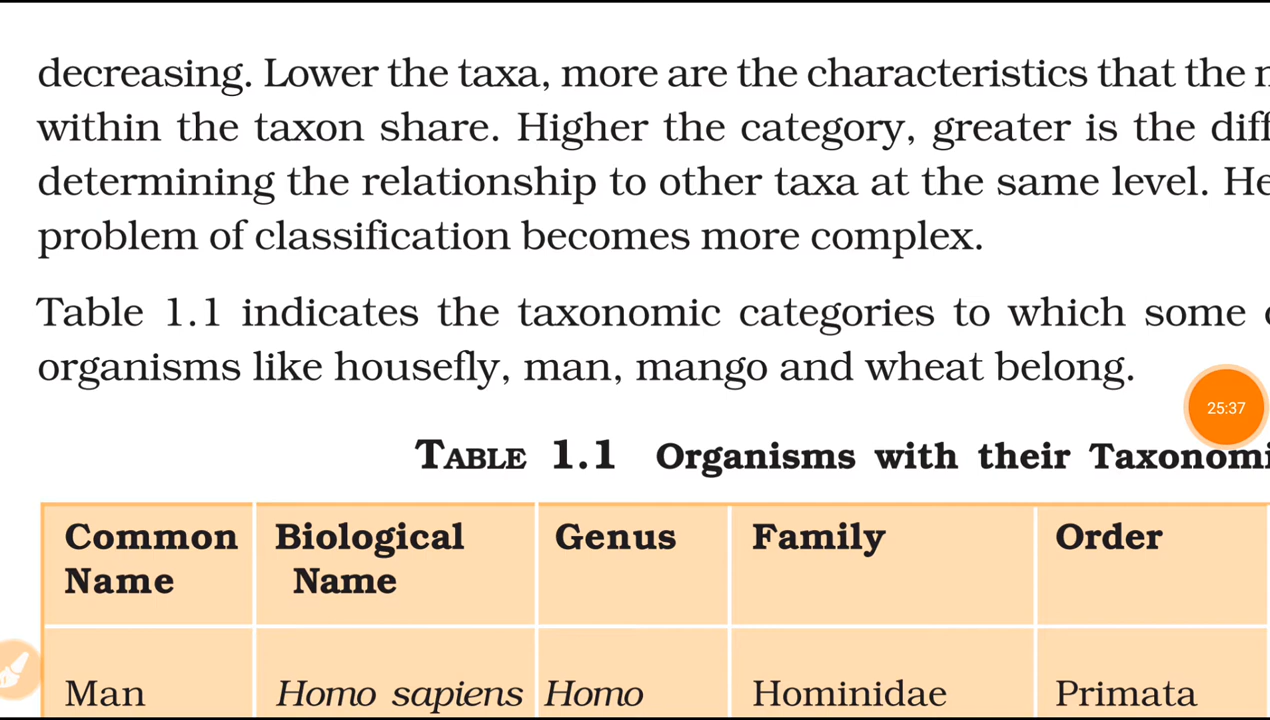 decreasing. Lower the taxa, more are the characteristics that the
within the taxon share. Higher the category, greater is the
determining the relationship to other taxa at the same level.
problem of classification becomes more complex.
Table 1.1 indicates the taxonomic categories to which some
organisms like housefly, man, mango and wheat belong.
25:37
TABLE 1.1 Organisms with their Taxonomi
Common Name Biological Name Genus Family Order
Man Homo sapiens Homo Hominidae Primata